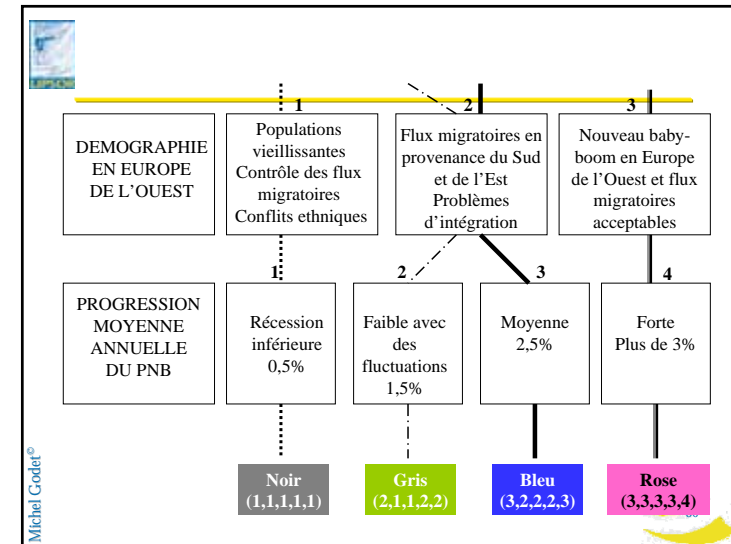 1
2
3
DEMOGRAPHIE
EN EUROPE
DE L'OUEST
Populations
vieillissantes
Contrôle des flux
migratoires
Conflits ethniques
Flux migratoires en
provenance du Sud
et de l'Est
Problèmes
d'intégration
Nouveau baby-
boom en Europe
de l'Ouest et flux
migratoires
acceptables
1
2
3
4
PROGRESSION
MOYENNE
ANNUELLE
DU PNB
Récession
inférieure
0,5%
Faible avec
des
fluctuations
1,5%
Moyenne
2,5%
Forte
Plus de 3%
Noir
(1,1,1,1,1)
Gris
(2,1,1,2,2)
Bleu
(3,2,2,2,3)
Rose
(3,3,3,3,4)
Michel Godet©